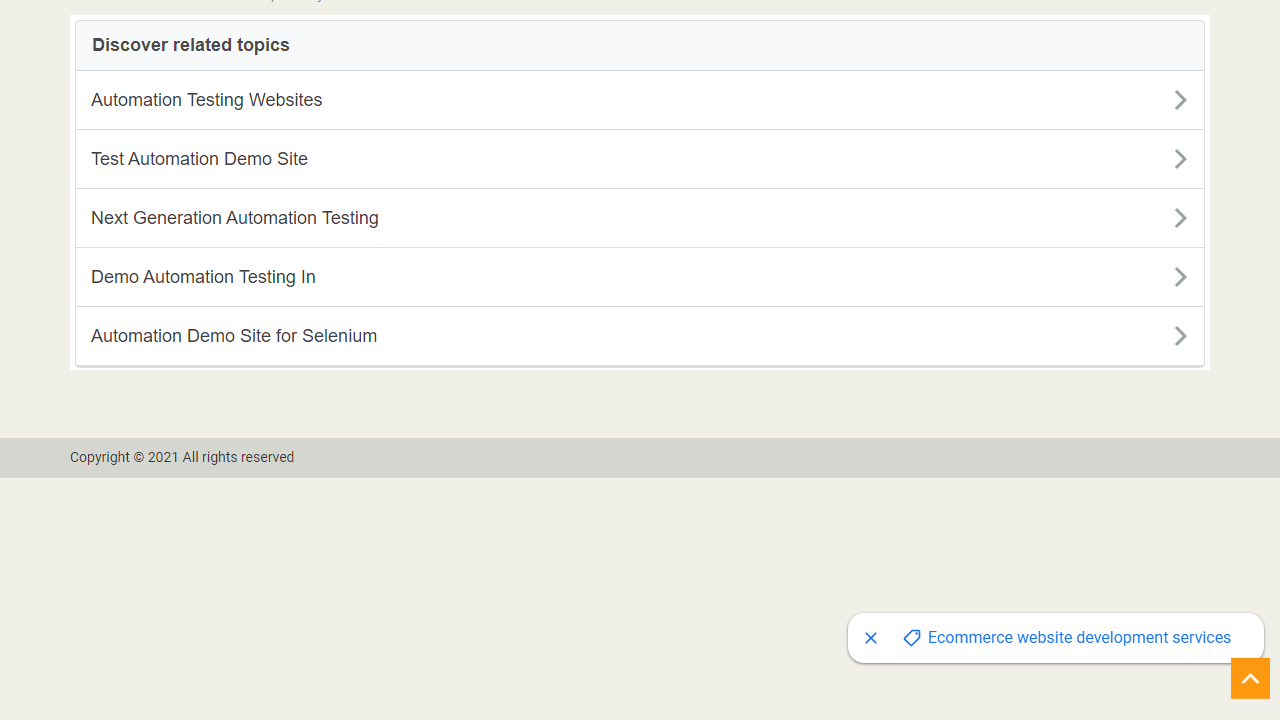 Discover related topics
Automation Testing Websites
Test Automation Demo Site
Next Generation Automation Testing
Demo Automation Testing In
Automation Demo Site for Selenium
Copyright © 2021 All rights reserved
Ecommerce website development services